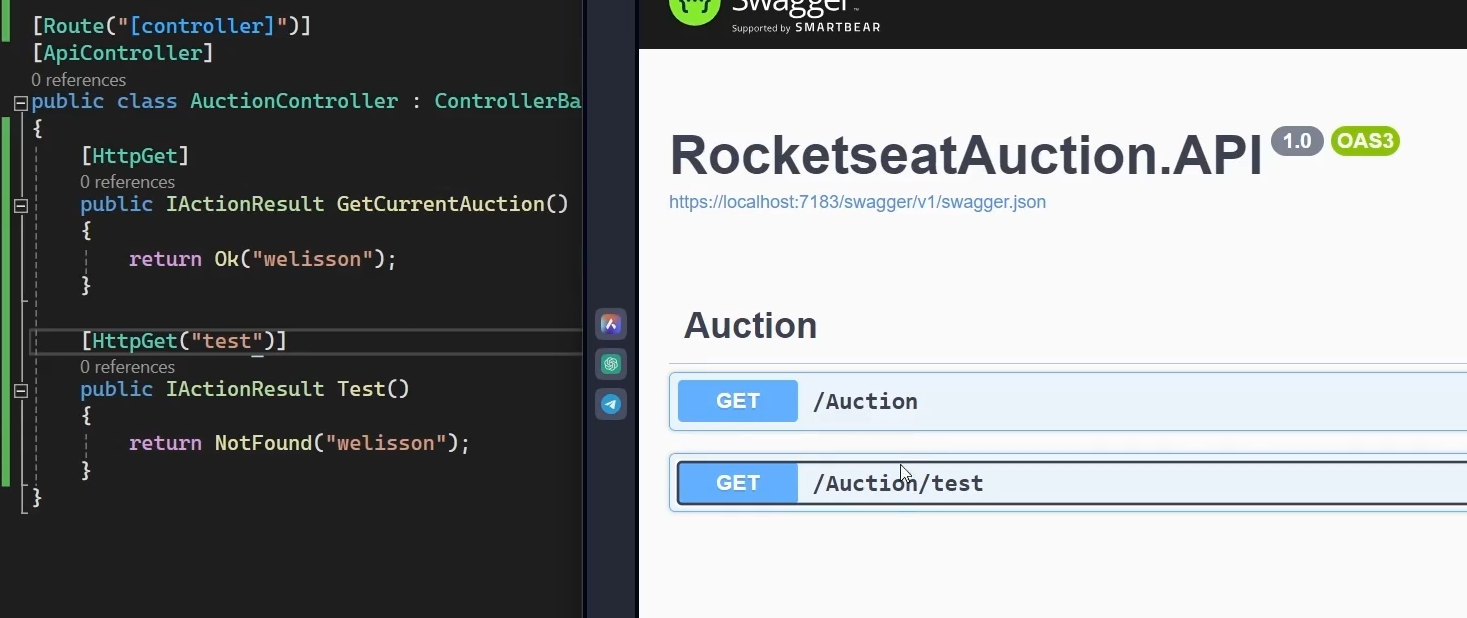 [Route("[controller]")]
[ApiController]
0 references
public class AuctionController : ControllerBa
{
[HttpGet]
0 references
public IActionResult GetCurrentAuction()
{
return Ok("welisson");
}
[HttpGet("test")]
0 references
public IActionResult Test()
{
return NotFound("welisson");
}
}
Swagger
Supported by SMARTBEAR
RocketseatAuction.API 1.0 OAS3
https://localhost:7183/swagger/v1/swagger.json
Auction
GET /Auction
GET /Auction/test